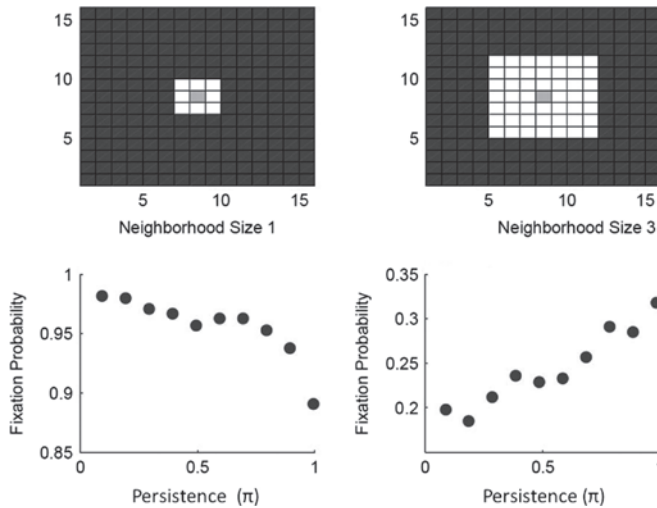 15
10
5
5 10 15
Neighborhood Size 1
15
10
5
5 10 15
Neighborhood Size 3
Fixation Probability
1
0.95
0.9
0.85
0 0.5 1
Persistence (π)
Fixation Probability
0.35
0.3
0.25
0.2
0 0.5 1
Persistence (π)